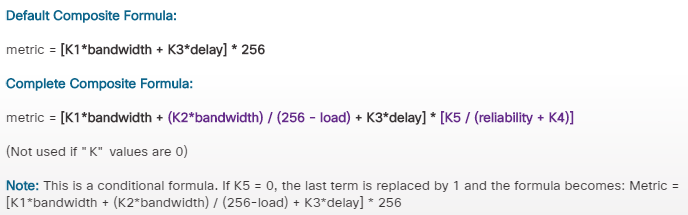 Default Composite Formula:
metric = [K1*bandwidth + K3*delay] * 256
Complete Composite Formula:
metric = [K1*bandwidth + (K2*bandwidth) / (256 - load) + K3*delay] * [K5 / (reliability + K4)]
(Not used if "K" values are 0)
Note: This is a conditional formula. If K5 = 0, the last term is replaced by 1 and the formula becomes: Metric =
[K1*bandwidth + (K2*bandwidth) / (256-load) + K3*delay] * 256